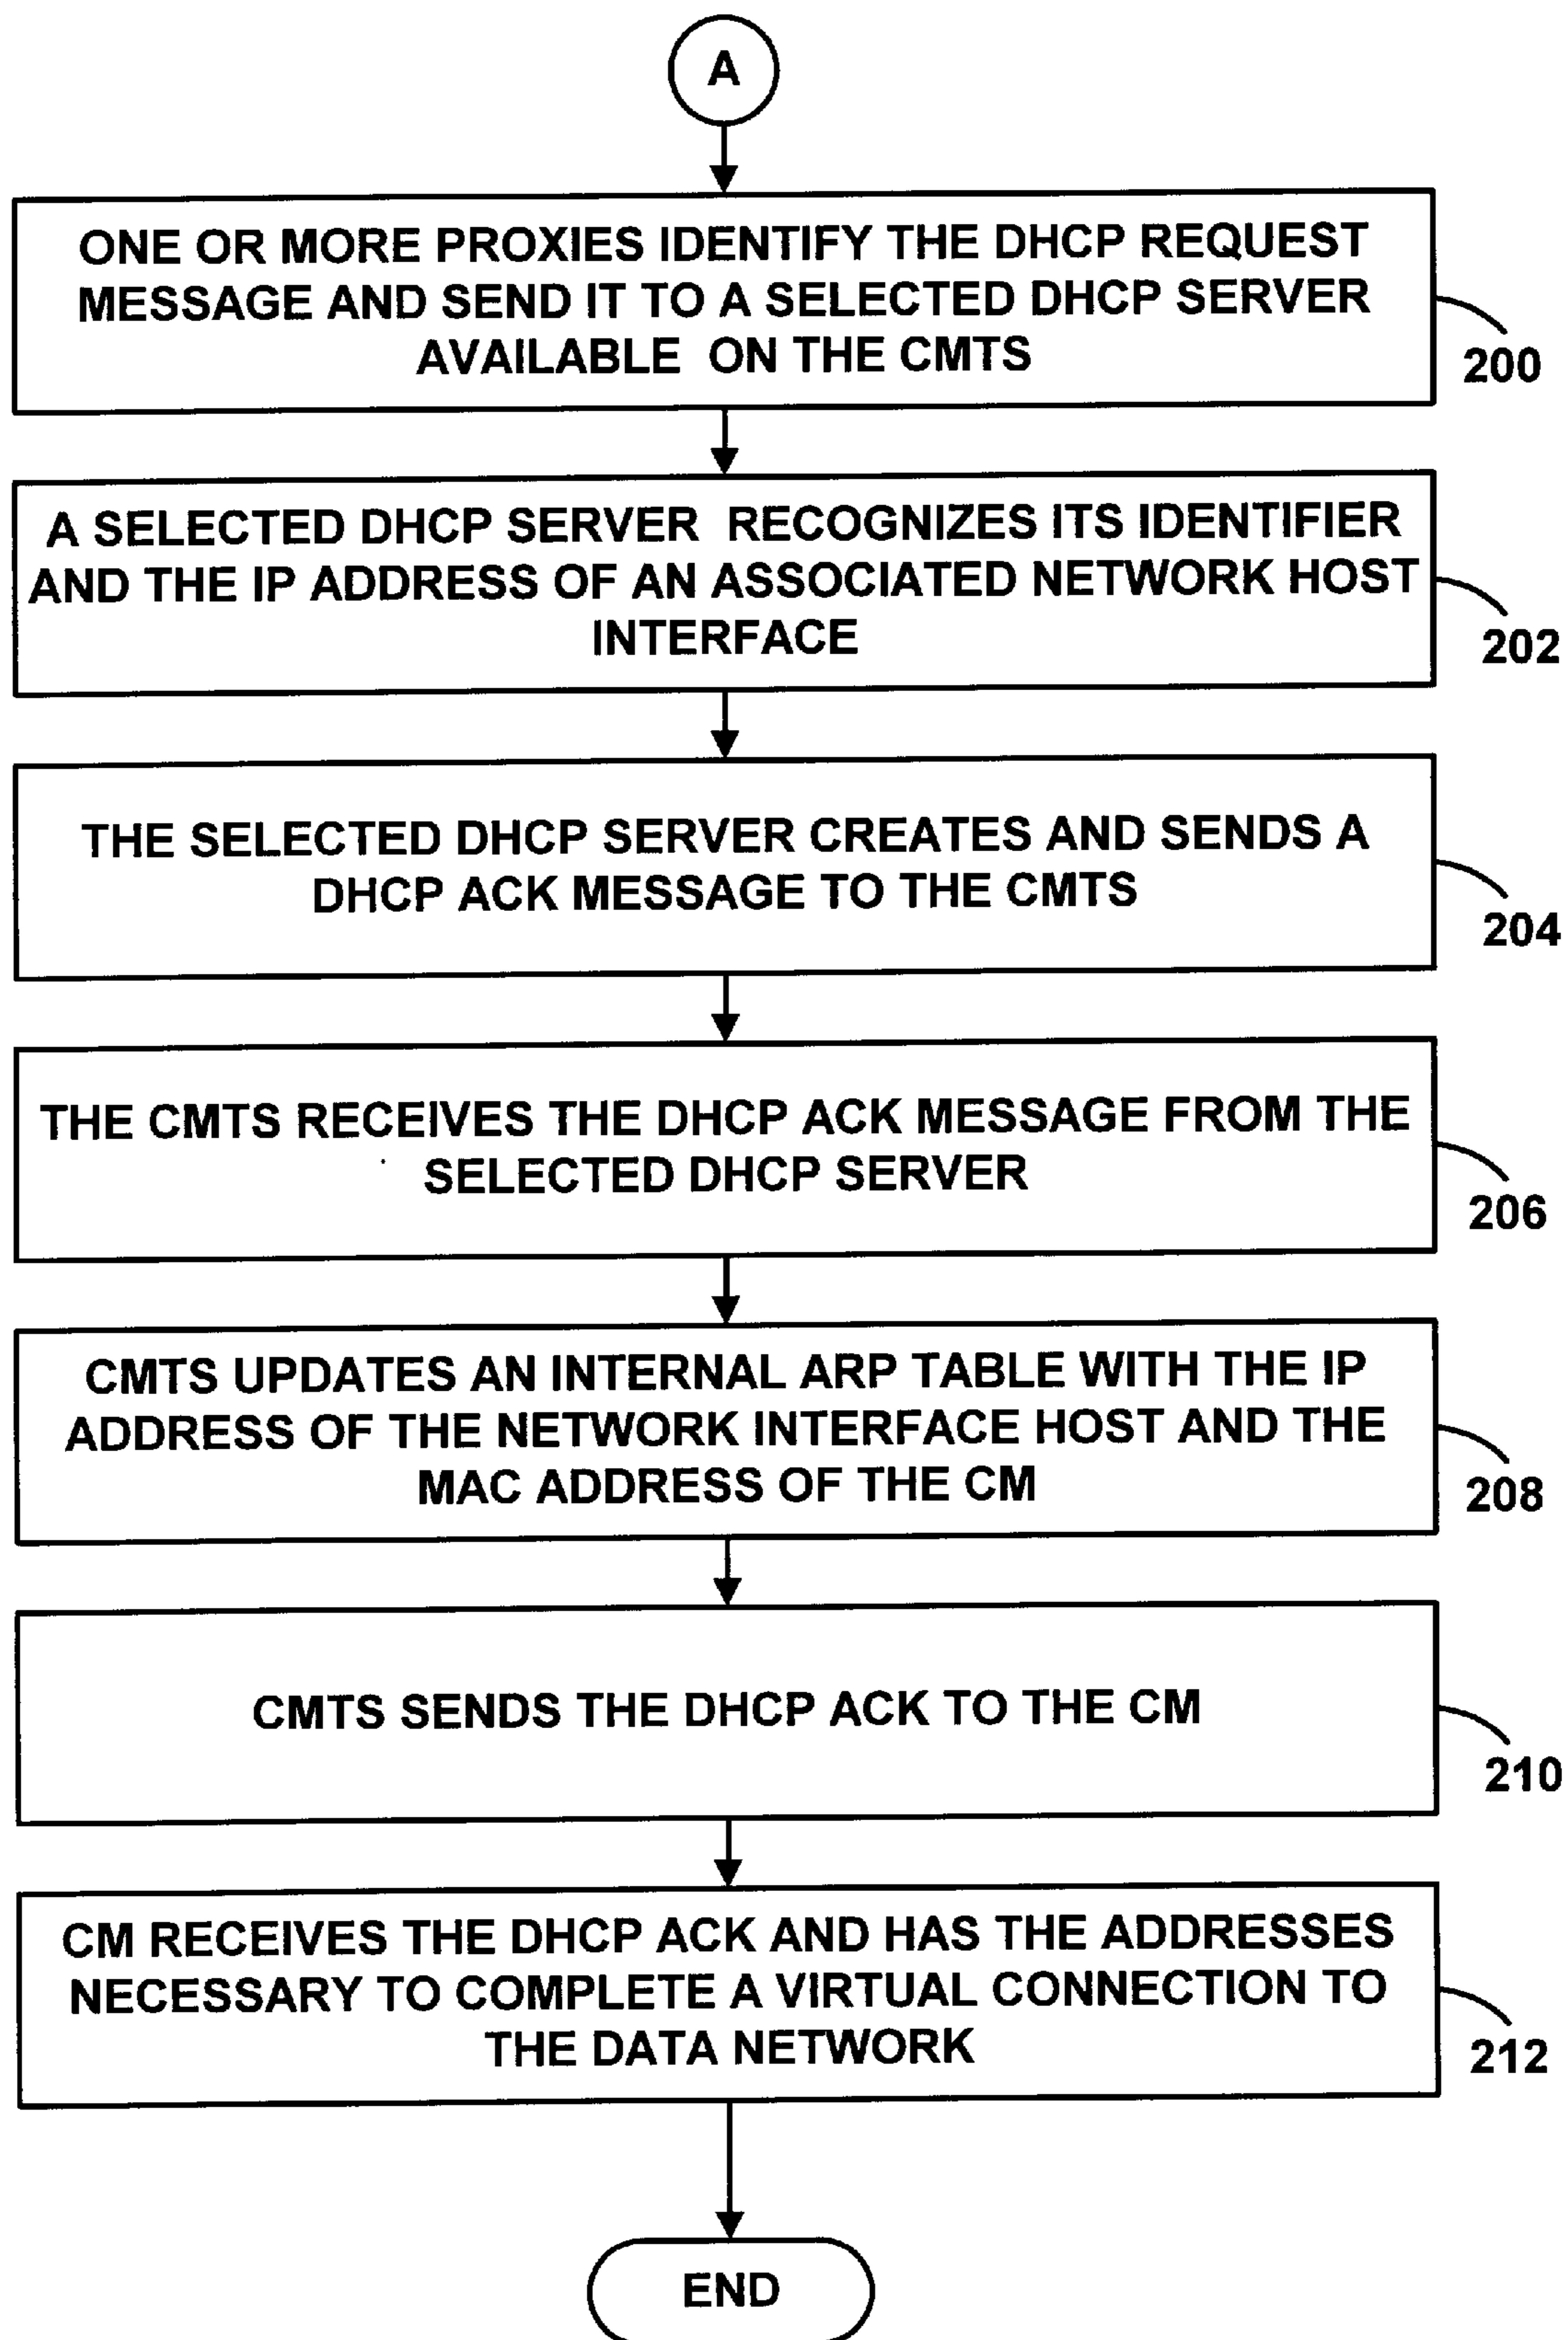 A
ONE OR MORE PROXIES IDENTIFY THE DHCP REQUEST
MESSAGE AND SEND IT TO A SELECTED DHCP SERVER
AVAILABLE ON THE CMTS
200
A SELECTED DHCP SERVER RECOGNIZES ITS IDENTIFIER
AND THE IP ADDRESS OF AN ASSOCIATED NETWORK HOST
INTERFACE
202
THE SELECTED DHCP SERVER CREATES AND SENDS A
DHCP ACK MESSAGE TO THE CMTS
204
THE CMTS RECEIVES THE DHCP ACK MESSAGE FROM THE
SELECTED DHCP SERVER
206
CMTS UPDATES AN INTERNAL ARP TABLE WITH THE IP
ADDRESS OF THE NETWORK INTERFACE HOST AND THE
MAC ADDRESS OF THE CM
208
CMTS SENDS THE DHCP ACK TO THE CM
210
CM RECEIVES THE DHCP ACK AND HAS THE ADDRESSES
NECESSARY TO COMPLETE A VIRTUAL CONNECTION TO
THE DATA NETWORK
212
END